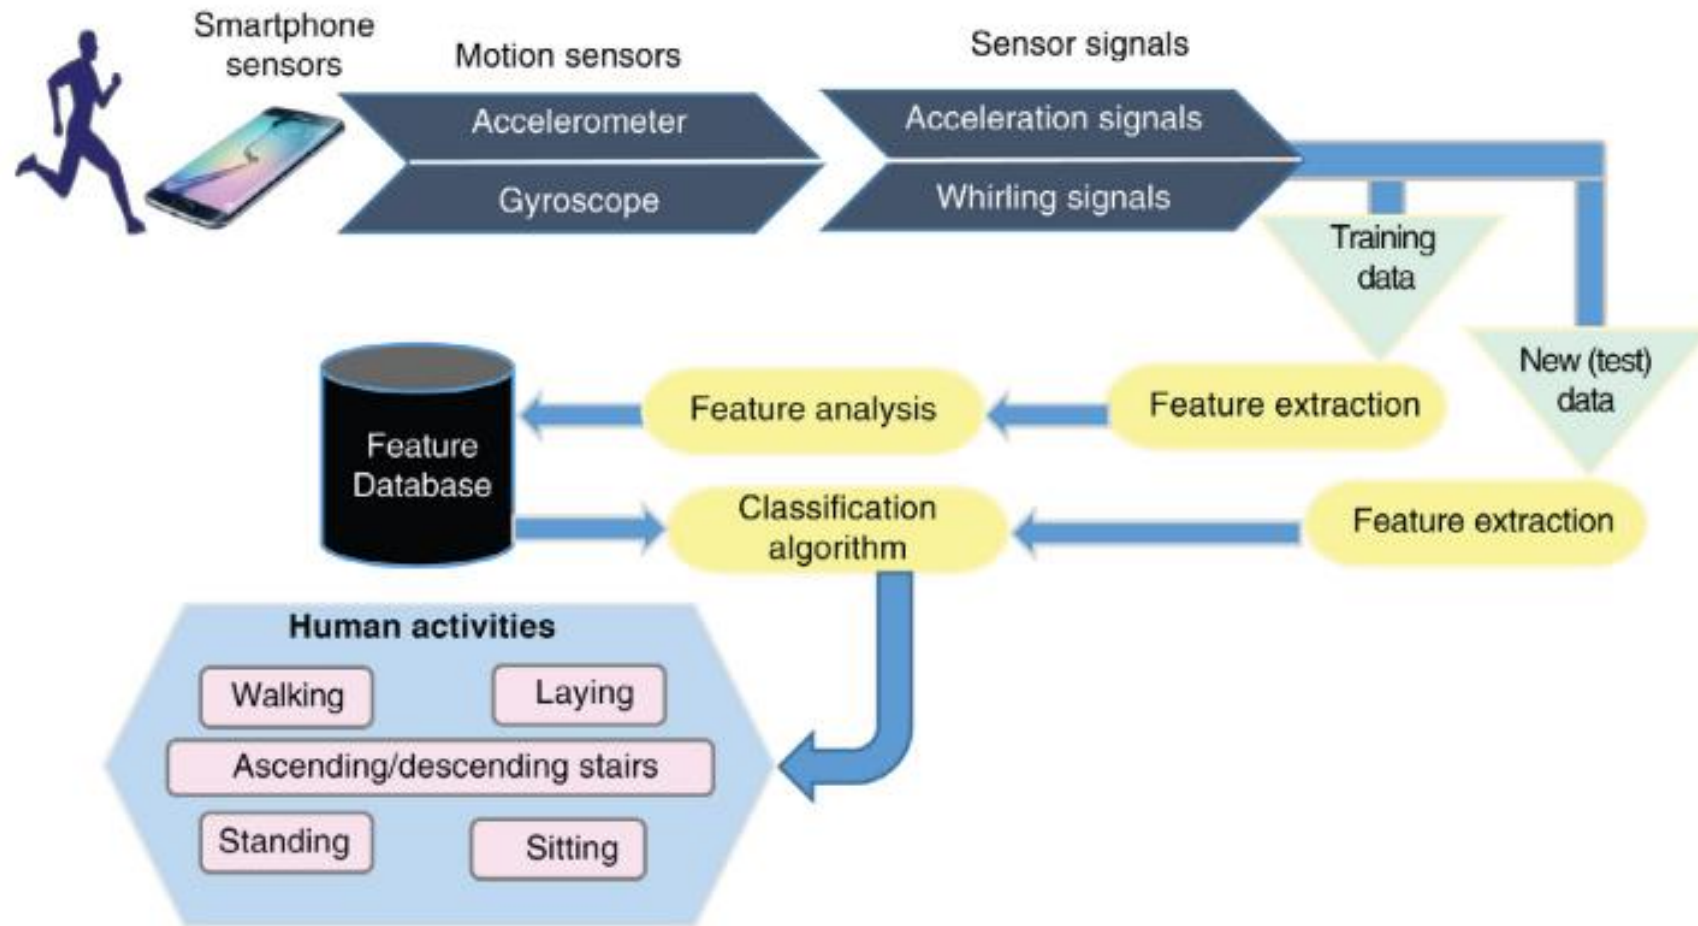 Smartphone
sensors
Motion sensors
Sensor signals
Accelerometer
Acceleration signals
Gyroscope
Whirling signals
Training
data
New (test)
data
Feature extraction
Feature analysis
Feature
Database
Classification
algorithm
Feature extraction
Human activities
Walking
Laying
Ascending/descending stairs
Standing
Sitting